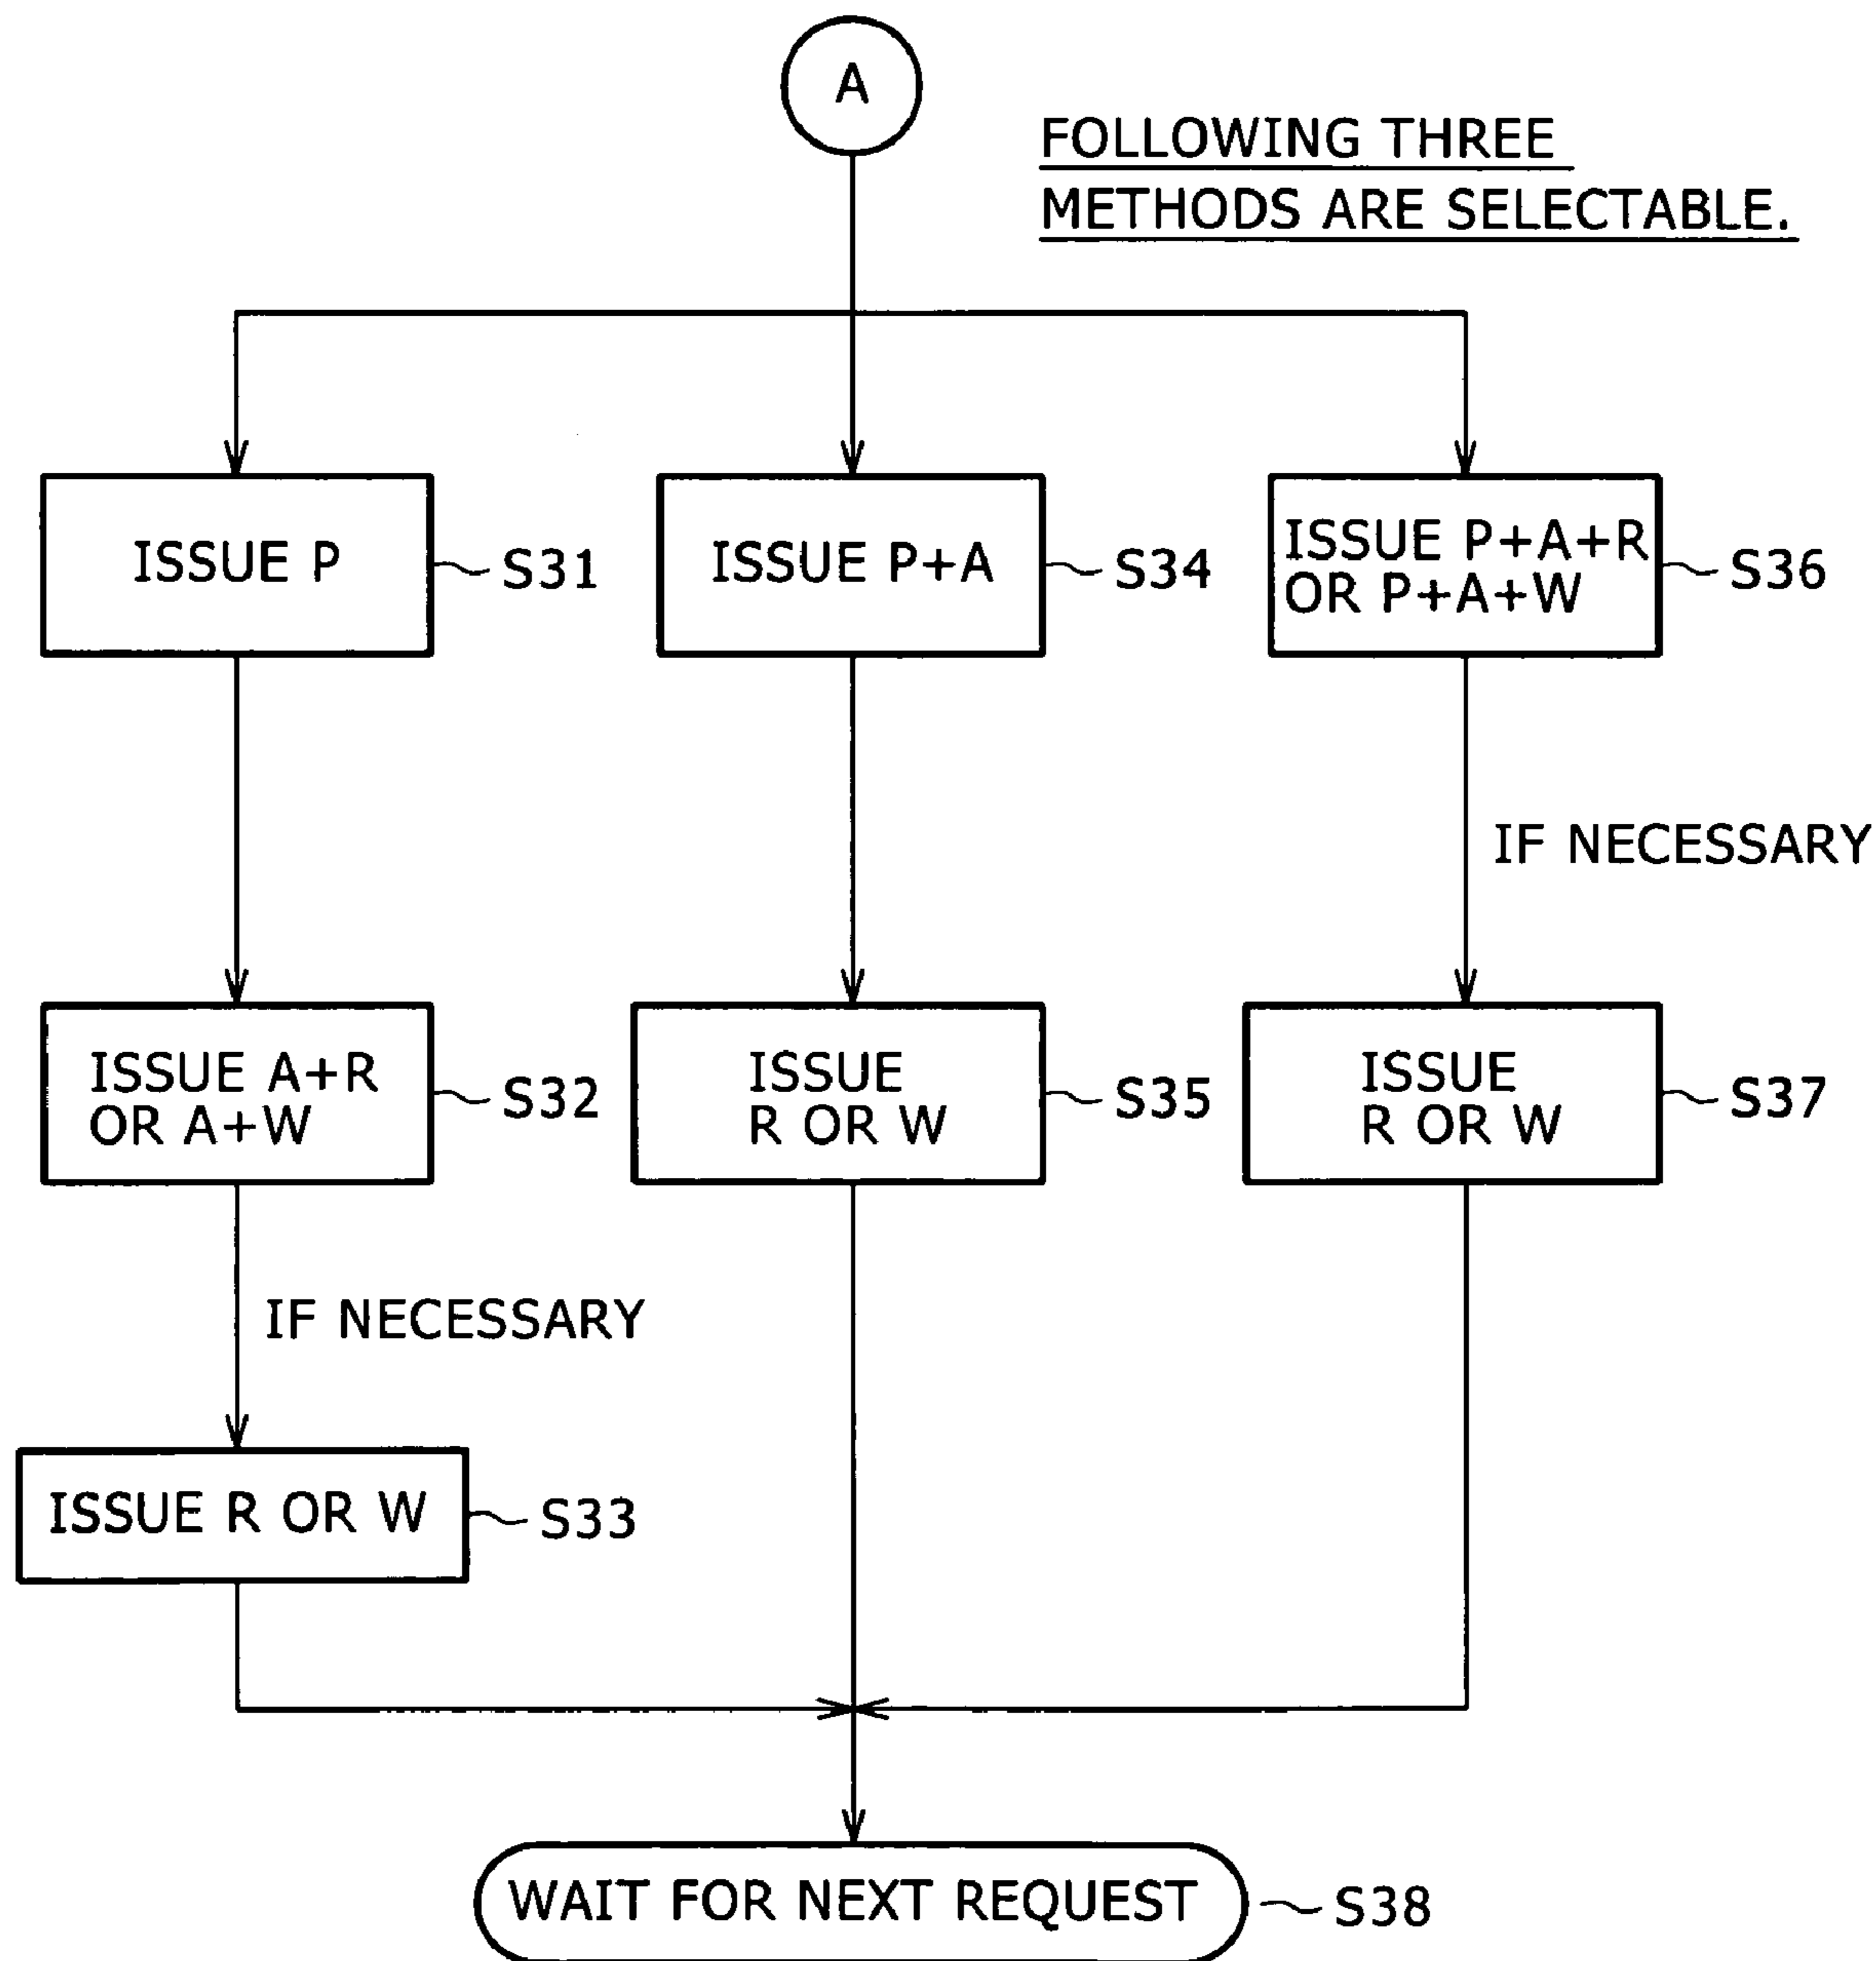 A
FOLLOWING THREE
METHODS ARE SELECTABLE.
ISSUE P
S31
ISSUE P+A
S34
ISSUE P+A+R
OR P+A+W
S36
IF NECESSARY
ISSUE A+R
OR A+W
S32
ISSUE
R OR W
S35
ISSUE
R OR W
S37
IF NECESSARY
ISSUE R OR W
S33
WAIT FOR NEXT REQUEST
S38